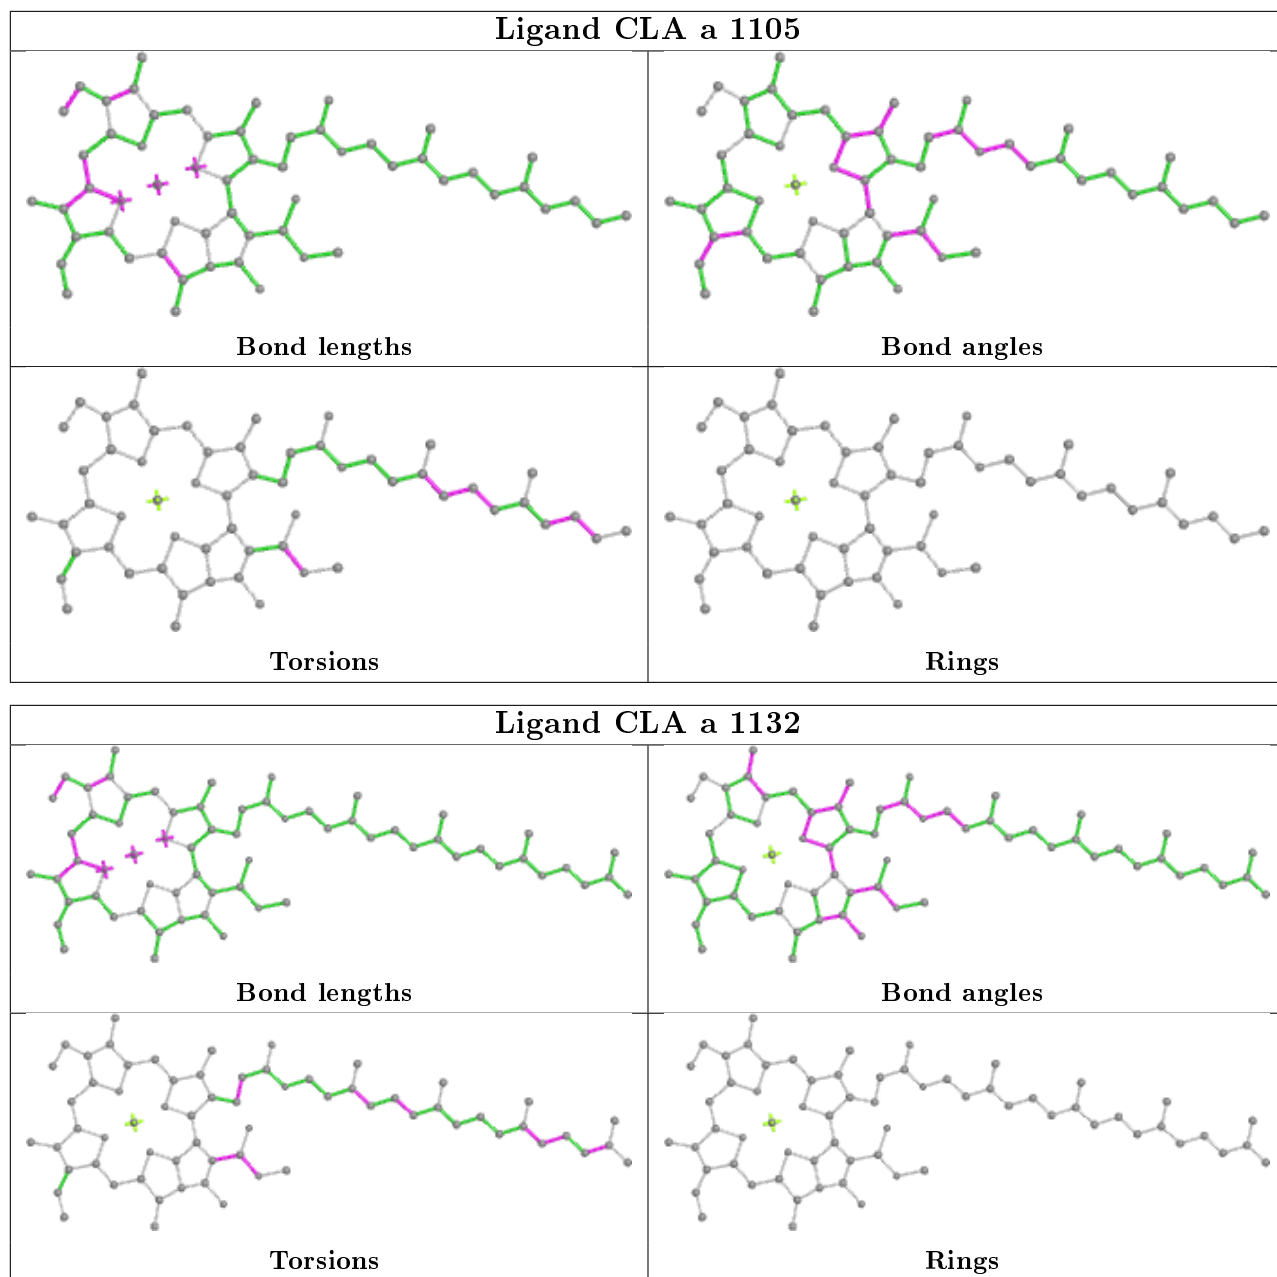 Ligand CLA a 1105
Bond lengths
Bond angles
Torsions
Rings
Ligand CLA a 1132
Bond lengths
Bond angles
Torsions
Rings